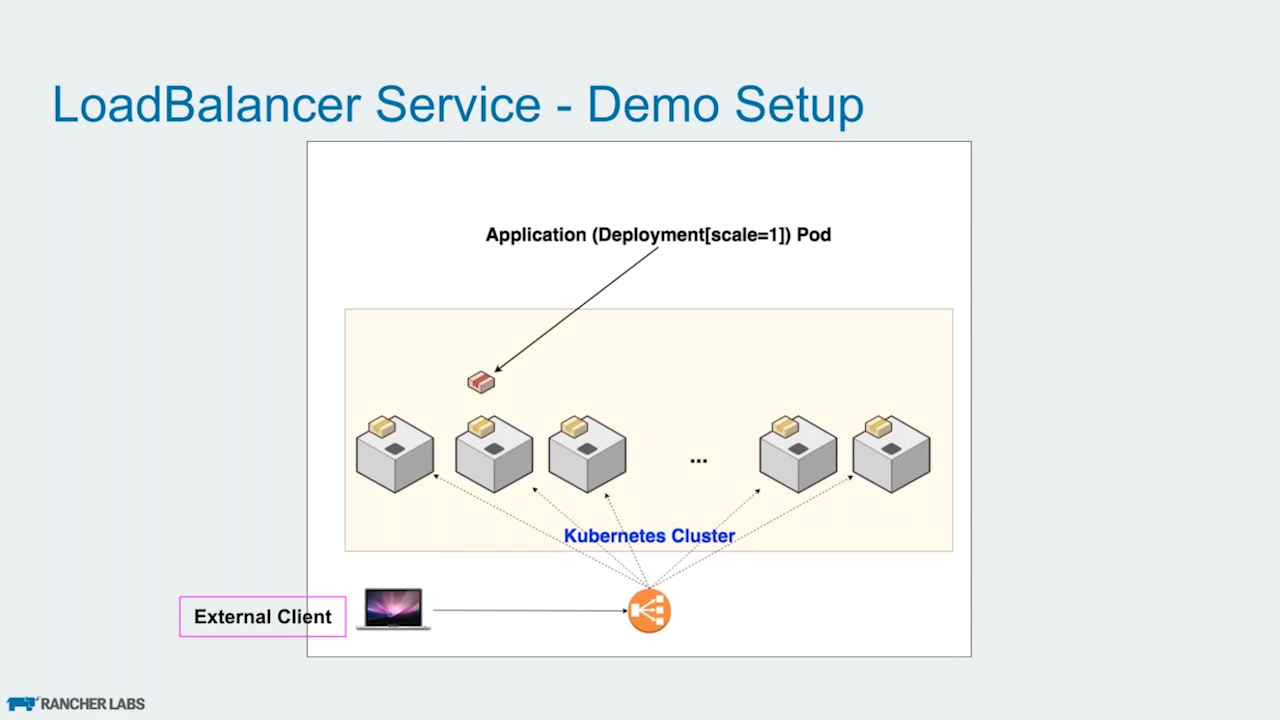 LoadBalancer Service - Demo Setup
Application (Deployment[scale=1]) Pod
...
Kubernetes Cluster
External Client
RANCHER LABS